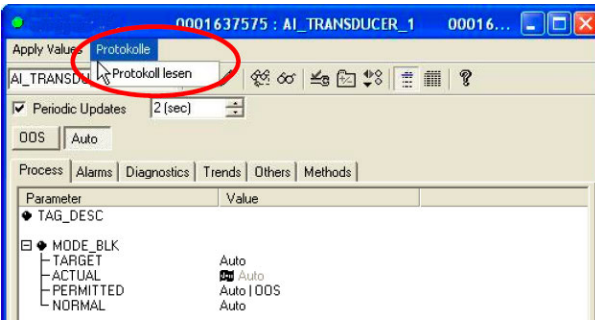 0001637575 : AI_TRANSDUCER_1 00016...
Apply Values Protokolle
Protokoll lesen
AI_TRANSDU
Periodic Updates 2 (sec)
OOS Auto
Process Alarms Diagnostics Trends Others Methods
Parameter Value
TAG_DESC
MODE_BLK
TARGET Auto
ACTUAL Auto
PERMITTED Auto | OOS
NORMAL Auto